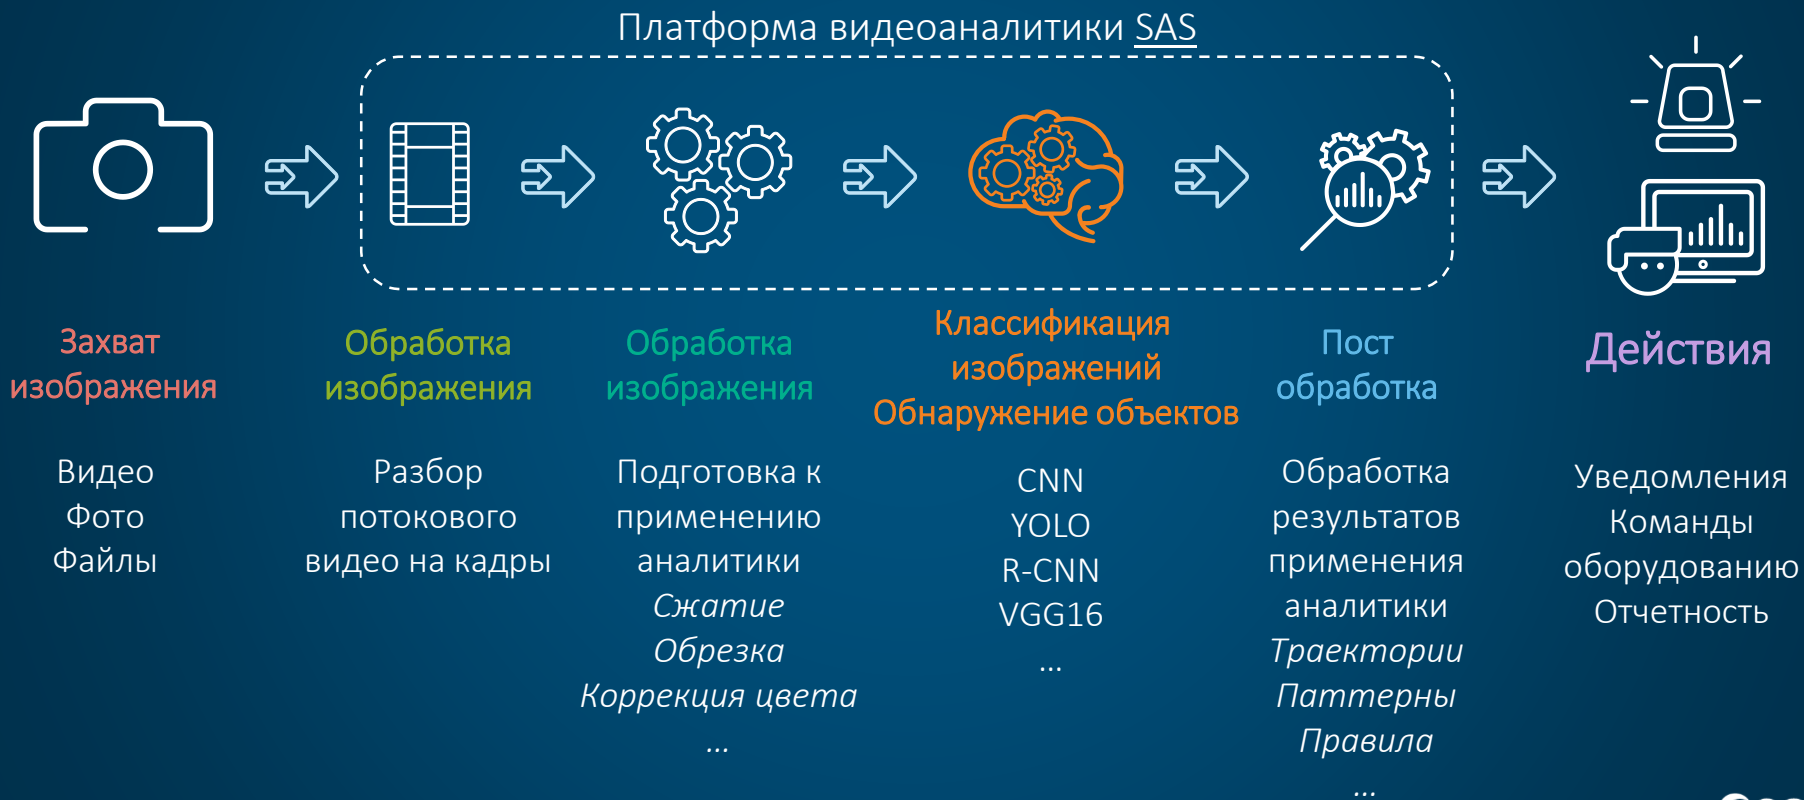 Платформа видеоаналитики SAS
Захват
изображения
Видео
Фото
Файлы
Обработка
изображения
Разбор
потокового
видео на кадры
Обработка
изображения
Подготовка к
применению
аналитики
Сжатие
Обрезка
Коррекция цвета
...
Классификация
изображений
Обнаружение объектов
CNN
YOLO
R-CNN
VGG16
...
Пост
обработка
Обработка
результатов
применения
аналитики
Траектории
Паттерны
Правила
...
Действия
Уведомления
Команды
оборудованию
Отчетность